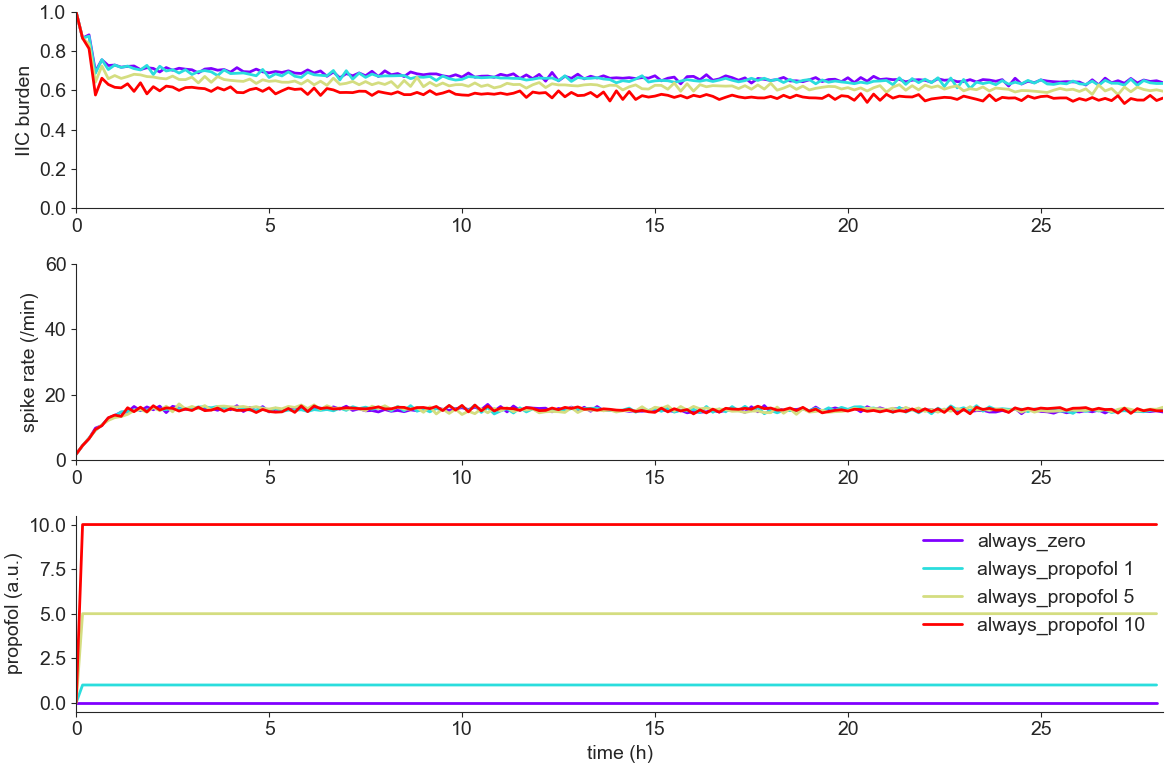 IIC burden
1.0
0.8
0.6
0.4
0.2
0.0
0 5 10 15 20 25
spike rate (/min)
60
40
20
0
0 5 10 15 20 25
propofol (a.u.)
10.0
7.5
5.0
2.5
0.0
always_zero
always_propofol 1
always_propofol 5
always_propofol 10
0 5 10 15 20 25
time (h)